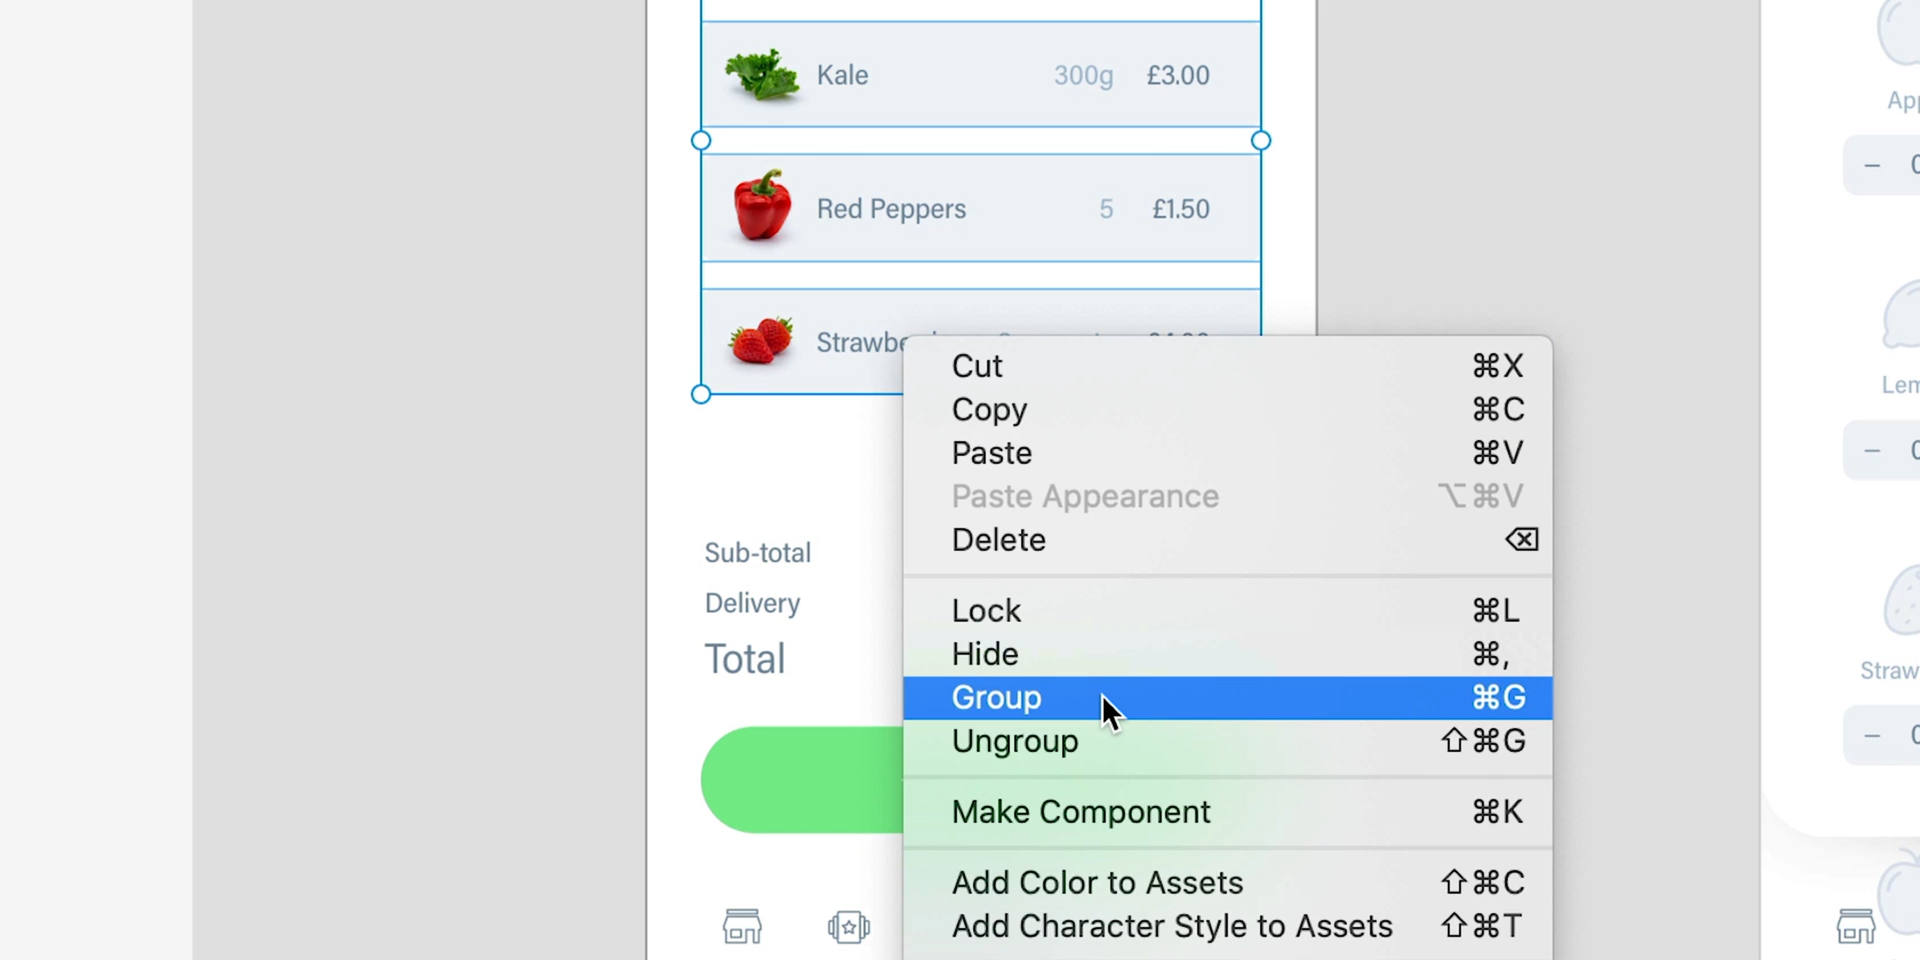 Kale 300g £3.00
Red Peppers 5 £1.50
Cut ⌘X
Copy ⌘C
Paste ⌘V
Paste Appearance ⌥⌘V
Delete ⌫
Lock ⌘L
Hide ⌘,
Group ⌘G
Ungroup ⇧⌘G
Make Component ⌘K
Add Color to Assets ⇧⌘C
Add Character Style to Assets ⇧⌘T
Sub-total
Delivery
Total